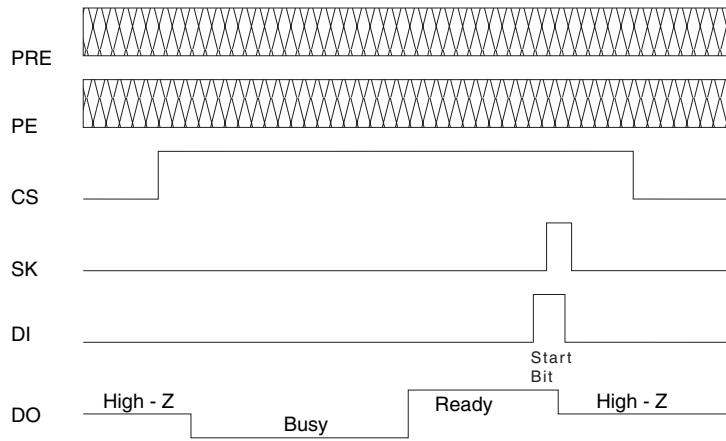 PRE
PE
CS
SK
DI
Start
Bit
DO
High - Z
Busy
Ready
High - Z